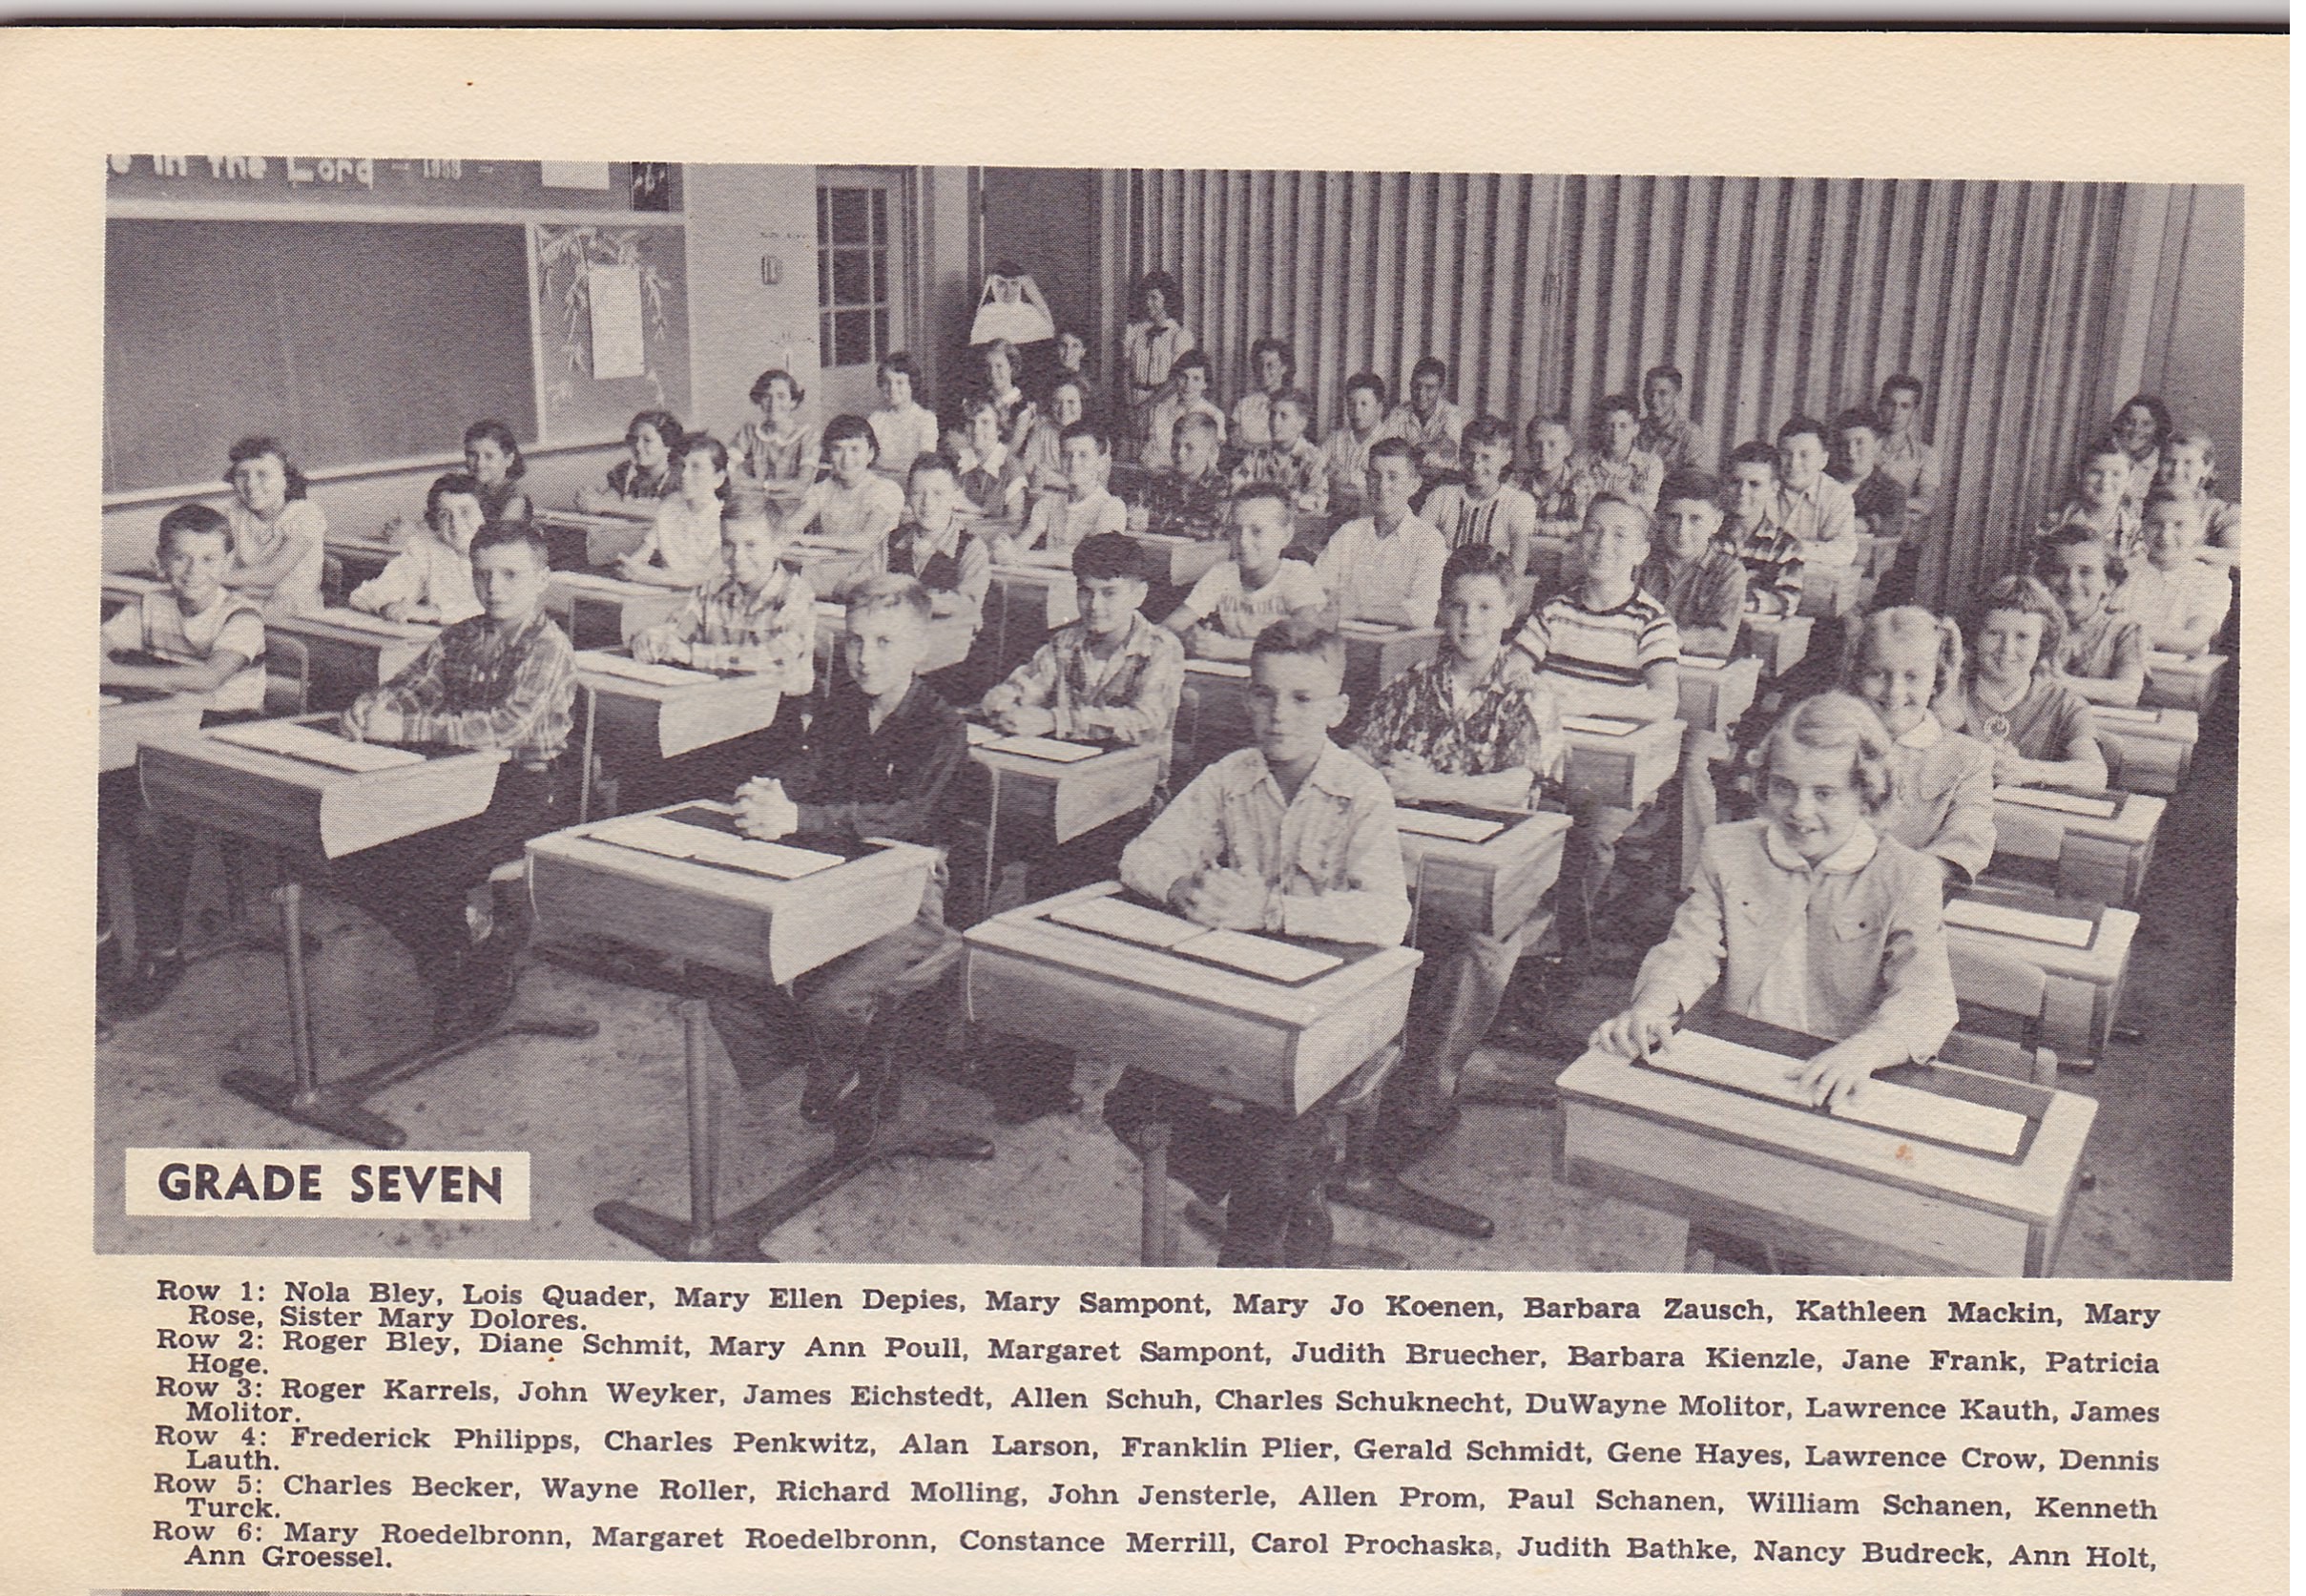 e in the Lord - 1953 -
GRADE SEVEN
Row 1: Nola Bley, Lois Quader, Mary Ellen Depies, Mary Sampont, Mary Jo Koenen, Barbara Zausch, Kathleen Mackin, Mary
Rose, Sister Mary Dolores.
Row 2: Roger Bley, Diane Schmit, Mary Ann Poull, Margaret Sampont, Judith Bruecher, Barbara Kienzle, Jane Frank, Patricia
Hoge.
Row 3: Roger Karrels, John Weyker, James Eichstedt, Allen Schuh, Charles Schuknecht, DuWayne Molitor, Lawrence Kauth, James
Molitor.
Row 4: Frederick Philipps, Charles Penkwitz, Alan Larson, Franklin Plier, Gerald Schmidt, Gene Hayes, Lawrence Crow, Dennis
Lauth.
Row 5: Charles Becker, Wayne Roller, Richard Molling, John Jensterle, Allen Prom, Paul Schanen, William Schanen, Kenneth
Turck.
Row 6: Mary Roedelbronn, Margaret Roedelbronn, Constance Merrill, Carol Prochaska, Judith Bathke, Nancy Budreck, Ann Holt,
Ann Groessel.